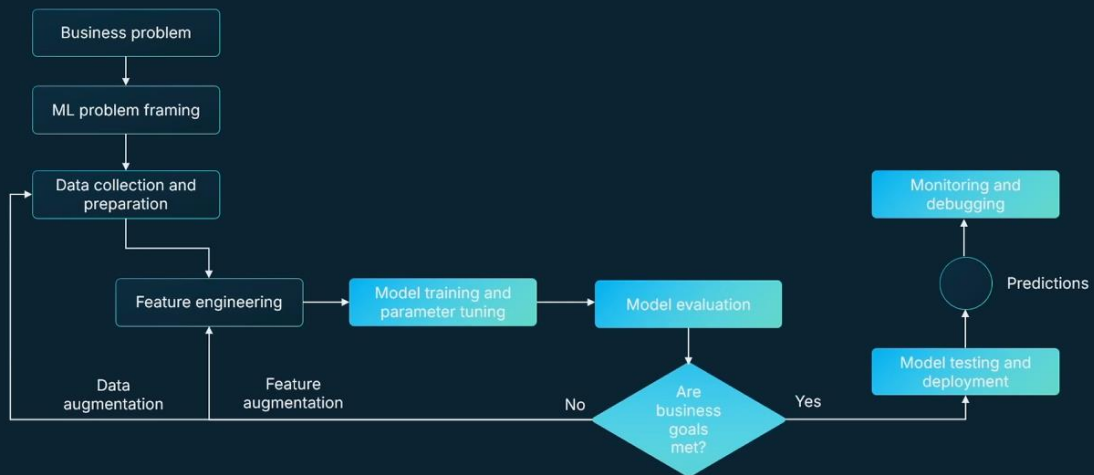 Business problem
ML problem framing
Data collection and
preparation
Monitoring and
debugging
Predictions
Feature engineering
Model training and
parameter tuning
Model evaluation
Model testing and
deployment
Data
augmentation
Feature
augmentation
No
Are
business
goals
met?
Yes